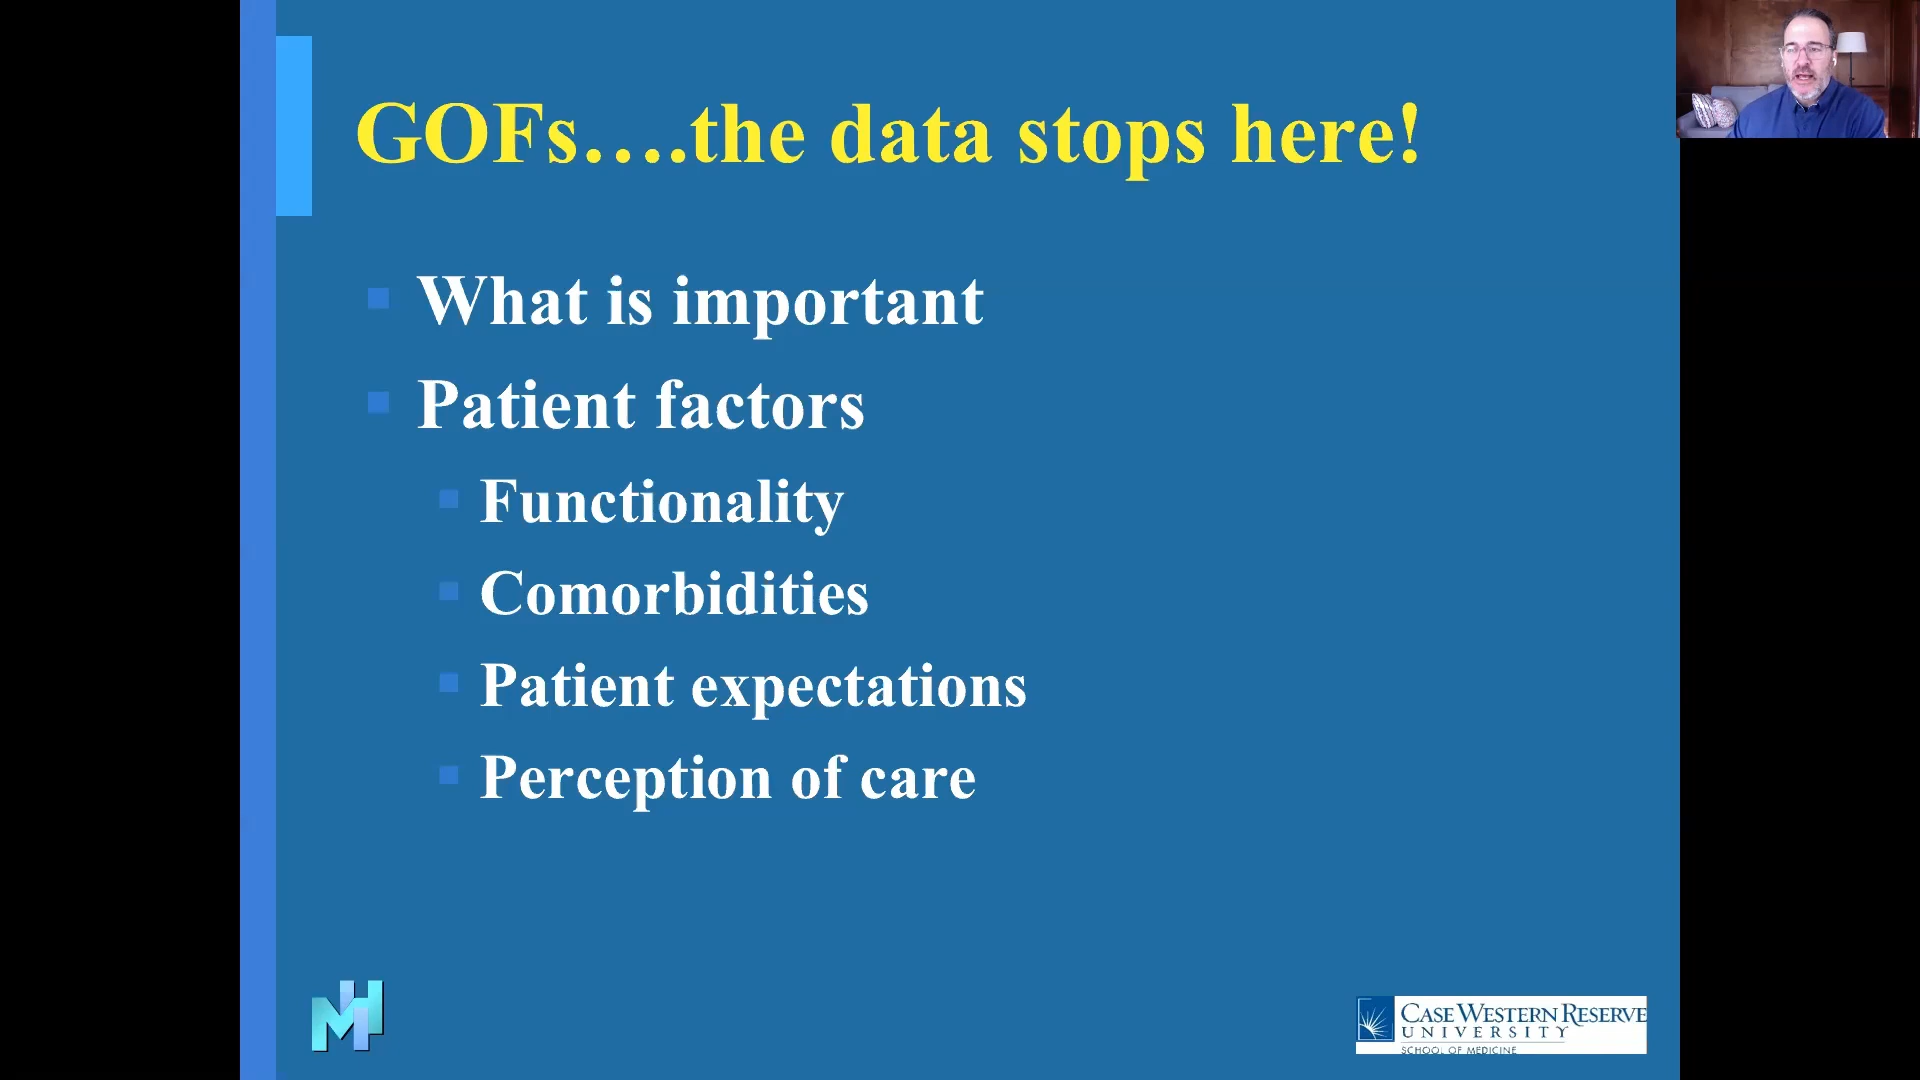 GOFs….the data stops here!
What is important
Patient factors
Functionality
Comorbidities
Patient expectations
Perception of care
MH
CASE WESTERN RESERVE
UNIVERSITY
SCHOOL OF MEDICINE